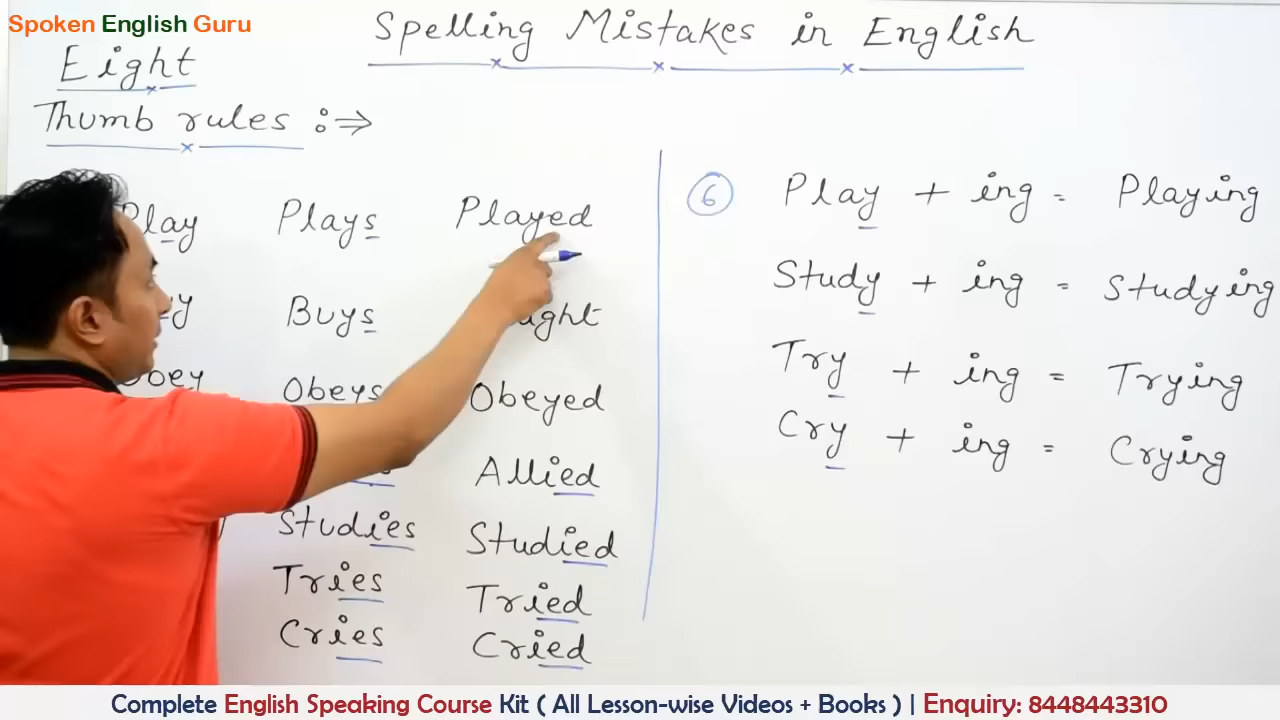 Spoken English Guru
Spelling Mistakes in English
Eight
Thumb rules :⇒
Play Plays Played
Buys
Obey Obeys Obeyed
Allied
Studies Studied
Tries Tried
Cries Cried
6 Play + ing = Playing
Study + ing = Studying
Try + ing = Trying
Cry + ing = Crying
Complete English Speaking Course Kit ( All Lesson-wise Videos + Books ) | Enquiry: 8448443310